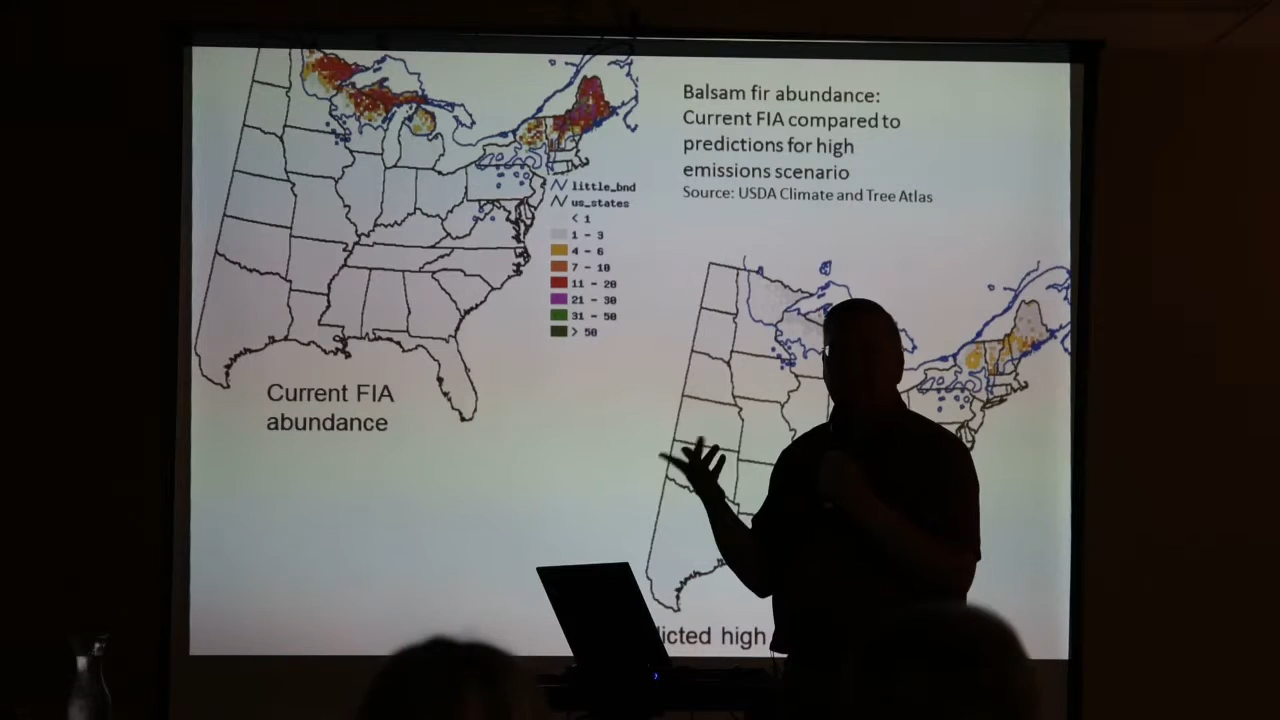 Balsam fir abundance:
Current FIA compared to
predictions for high
emissions scenario
Source: USDA Climate and Tree Atlas
little_bnd
us_states
< 1
1 - 3
4 - 6
7 - 10
11 - 20
21 - 30
31 - 50
> 50
Current FIA
abundance
dicted high